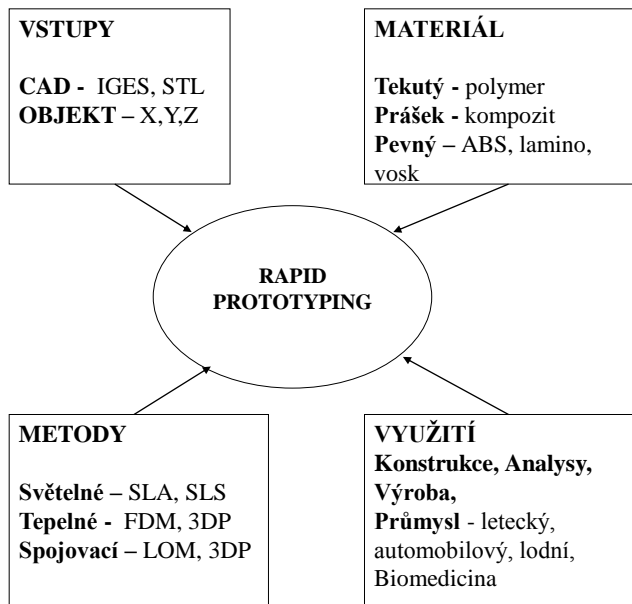 VSTUPY
CAD - IGES, STL
OBJEKT – X,Y,Z
MATERIÁL
Tekutý - polymer
Prášek - kompozit
Pevný – ABS, lamino,
vosk
RAPID
PROTOTYPING
METODY
Světelné – SLA, SLS
Tepelné - FDM, 3DP
Spojovací – LOM, 3DP
VYUŽITÍ
Konstrukce, Analysy,
Výroba,
Průmysl - letecký,
automobilový, lodní,
Biomedicina